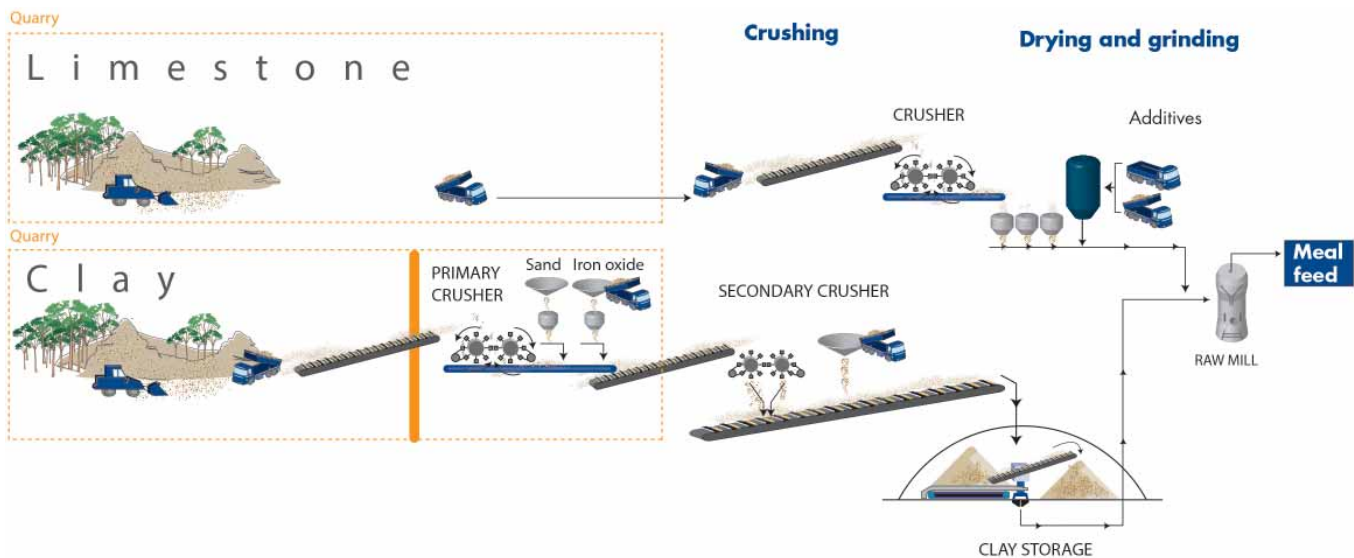 Quarry
Limestone
Crushing
Drying and grinding
CRUSHER
Additives
Quarry
Clay
PRIMARY
CRUSHER
Sand
Iron oxide
SECONDARY CRUSHER
Meal
feed
RAW MILL
CLAY STORAGE